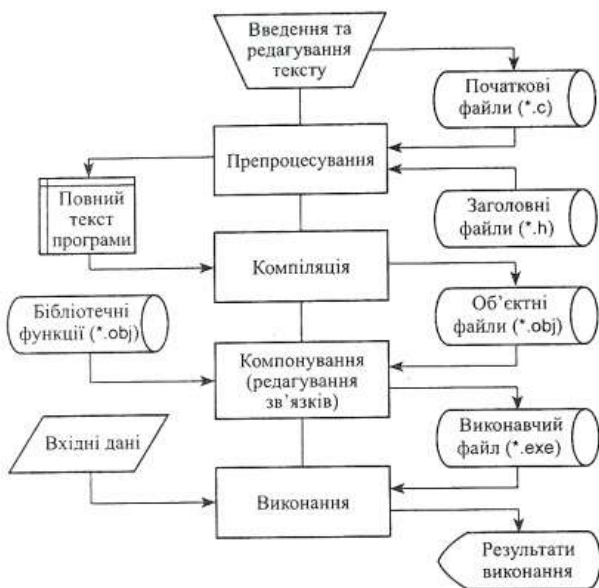 Введення та
редагування
тексту
Початкові
файли (*.c)
Препроцесування
Повний
текст
програми
Заголовні
файли (*.h)
Компіляція
Бібліотечні
функції (*.obj)
Об’єктні
файли (*.obj)
Компонування
(редагування
зв’язків)
Вхідні дані
Виконавчий
файл (*.exe)
Виконання
Результати
виконання